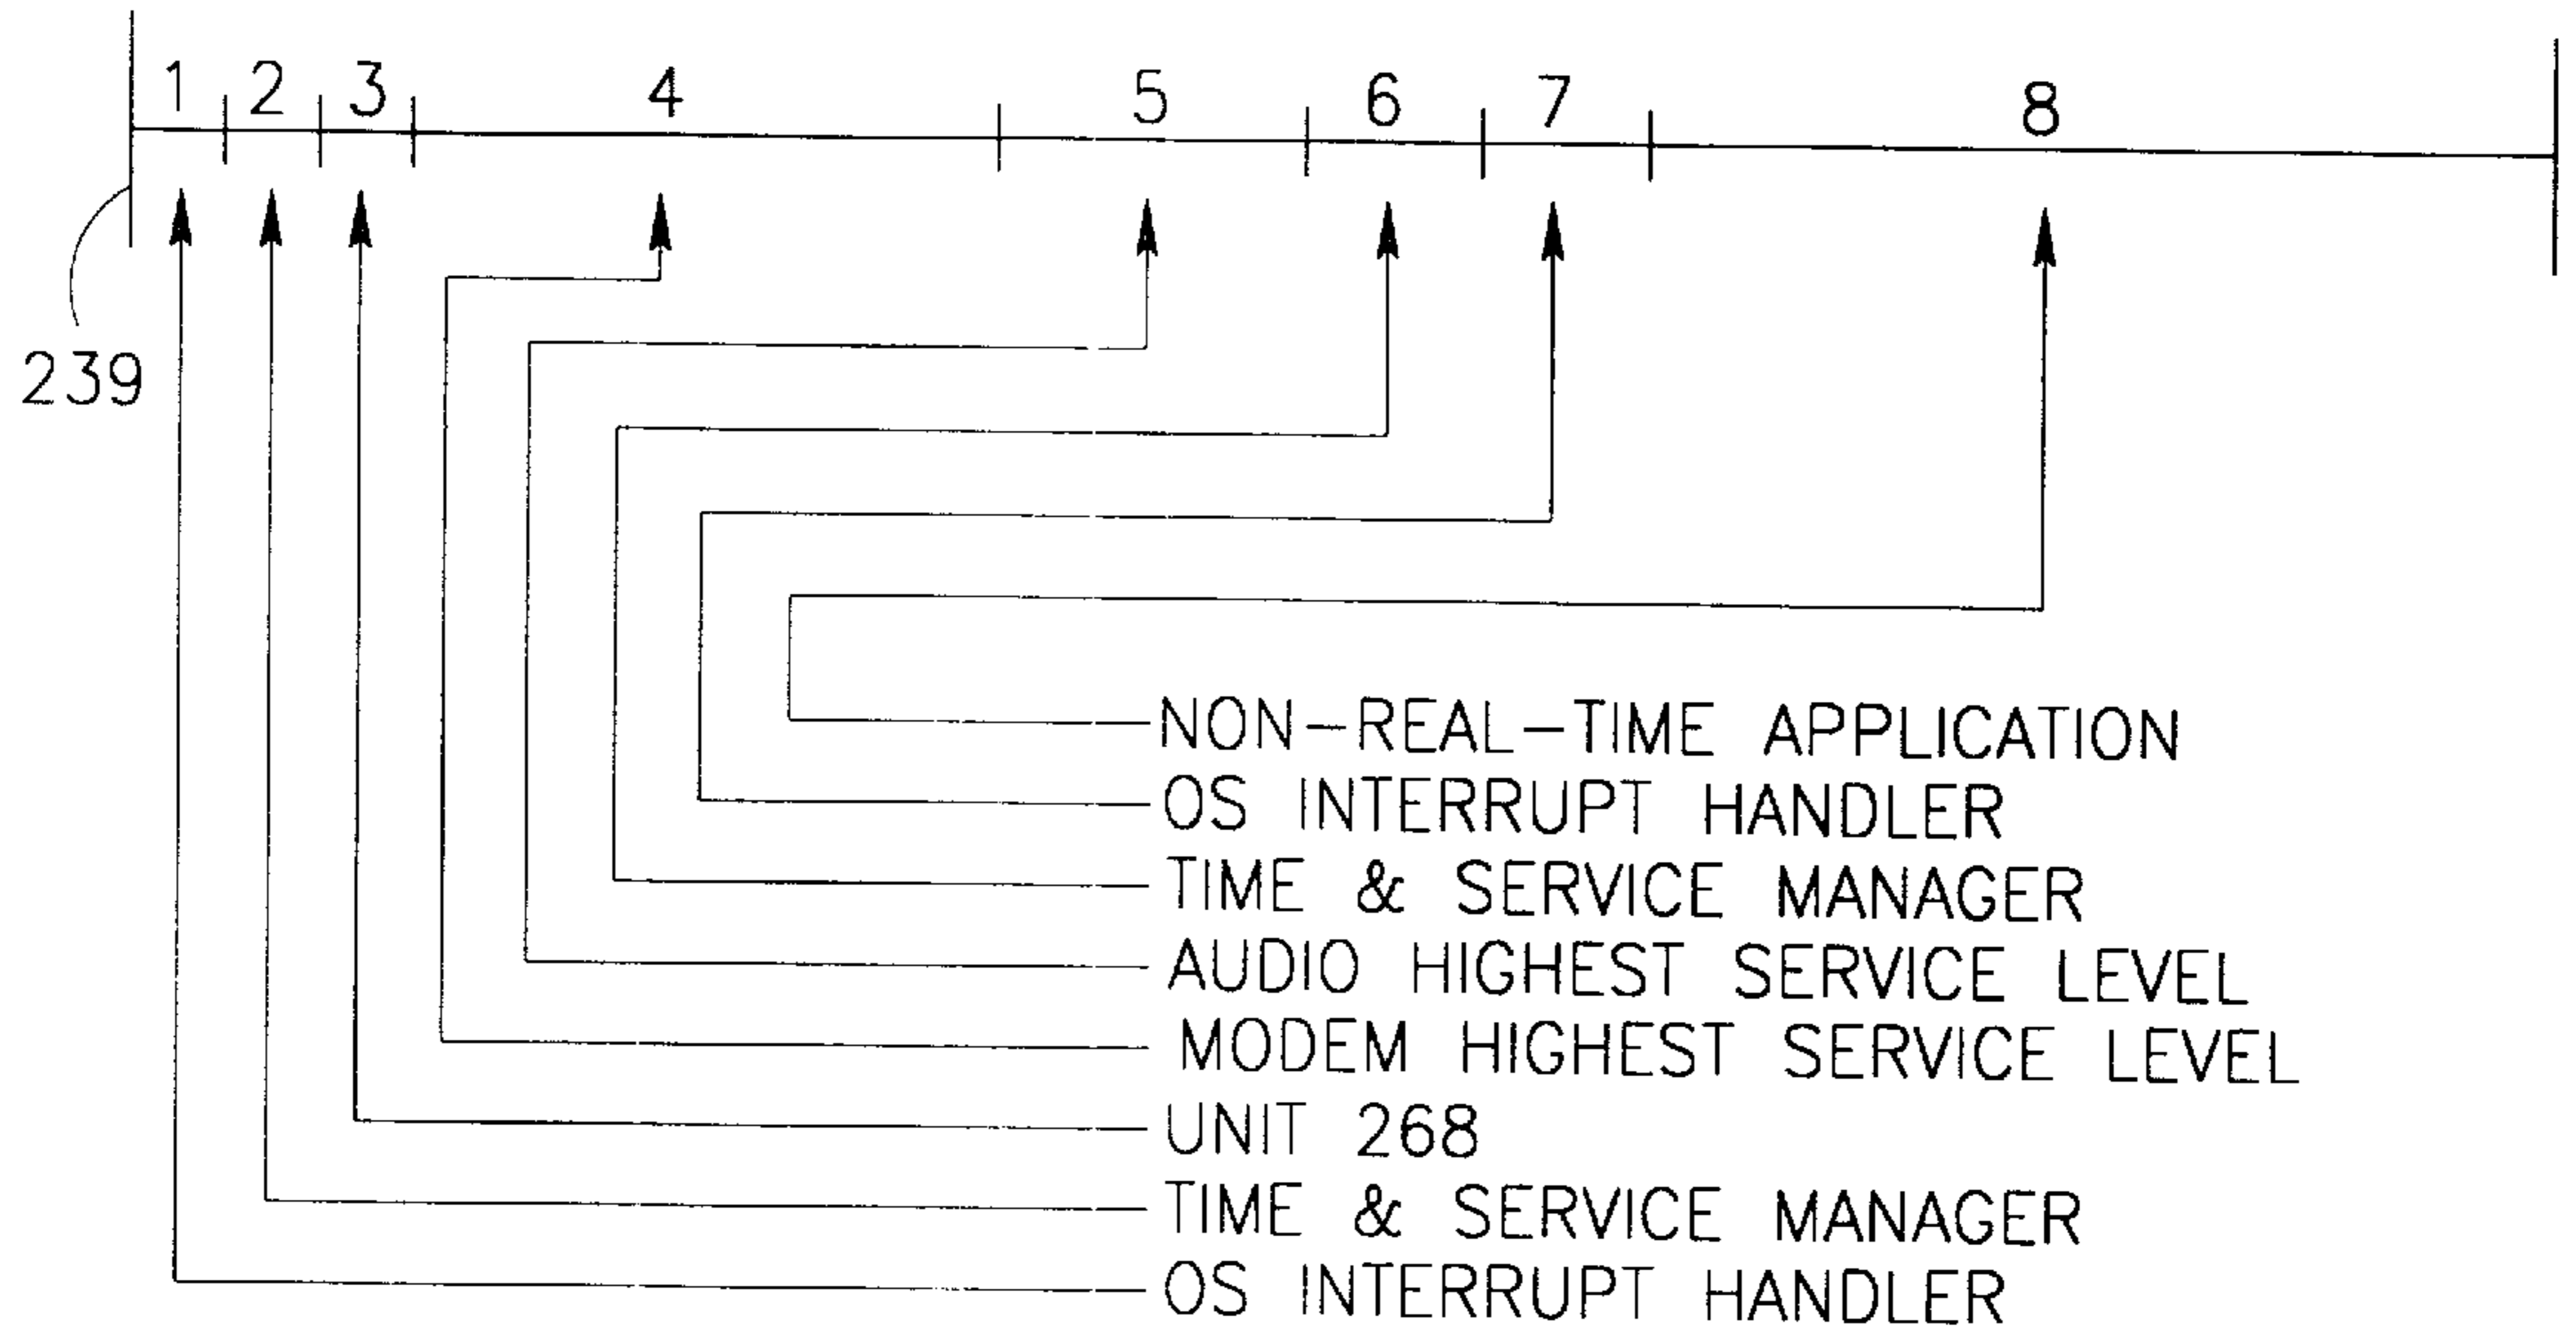 1 2 3 4 5 6 7 8
239
NON-REAL-TIME APPLICATION
OS INTERRUPT HANDLER
TIME & SERVICE MANAGER
AUDIO HIGHEST SERVICE LEVEL
MODEM HIGHEST SERVICE LEVEL
UNIT 268
TIME & SERVICE MANAGER
OS INTERRUPT HANDLER